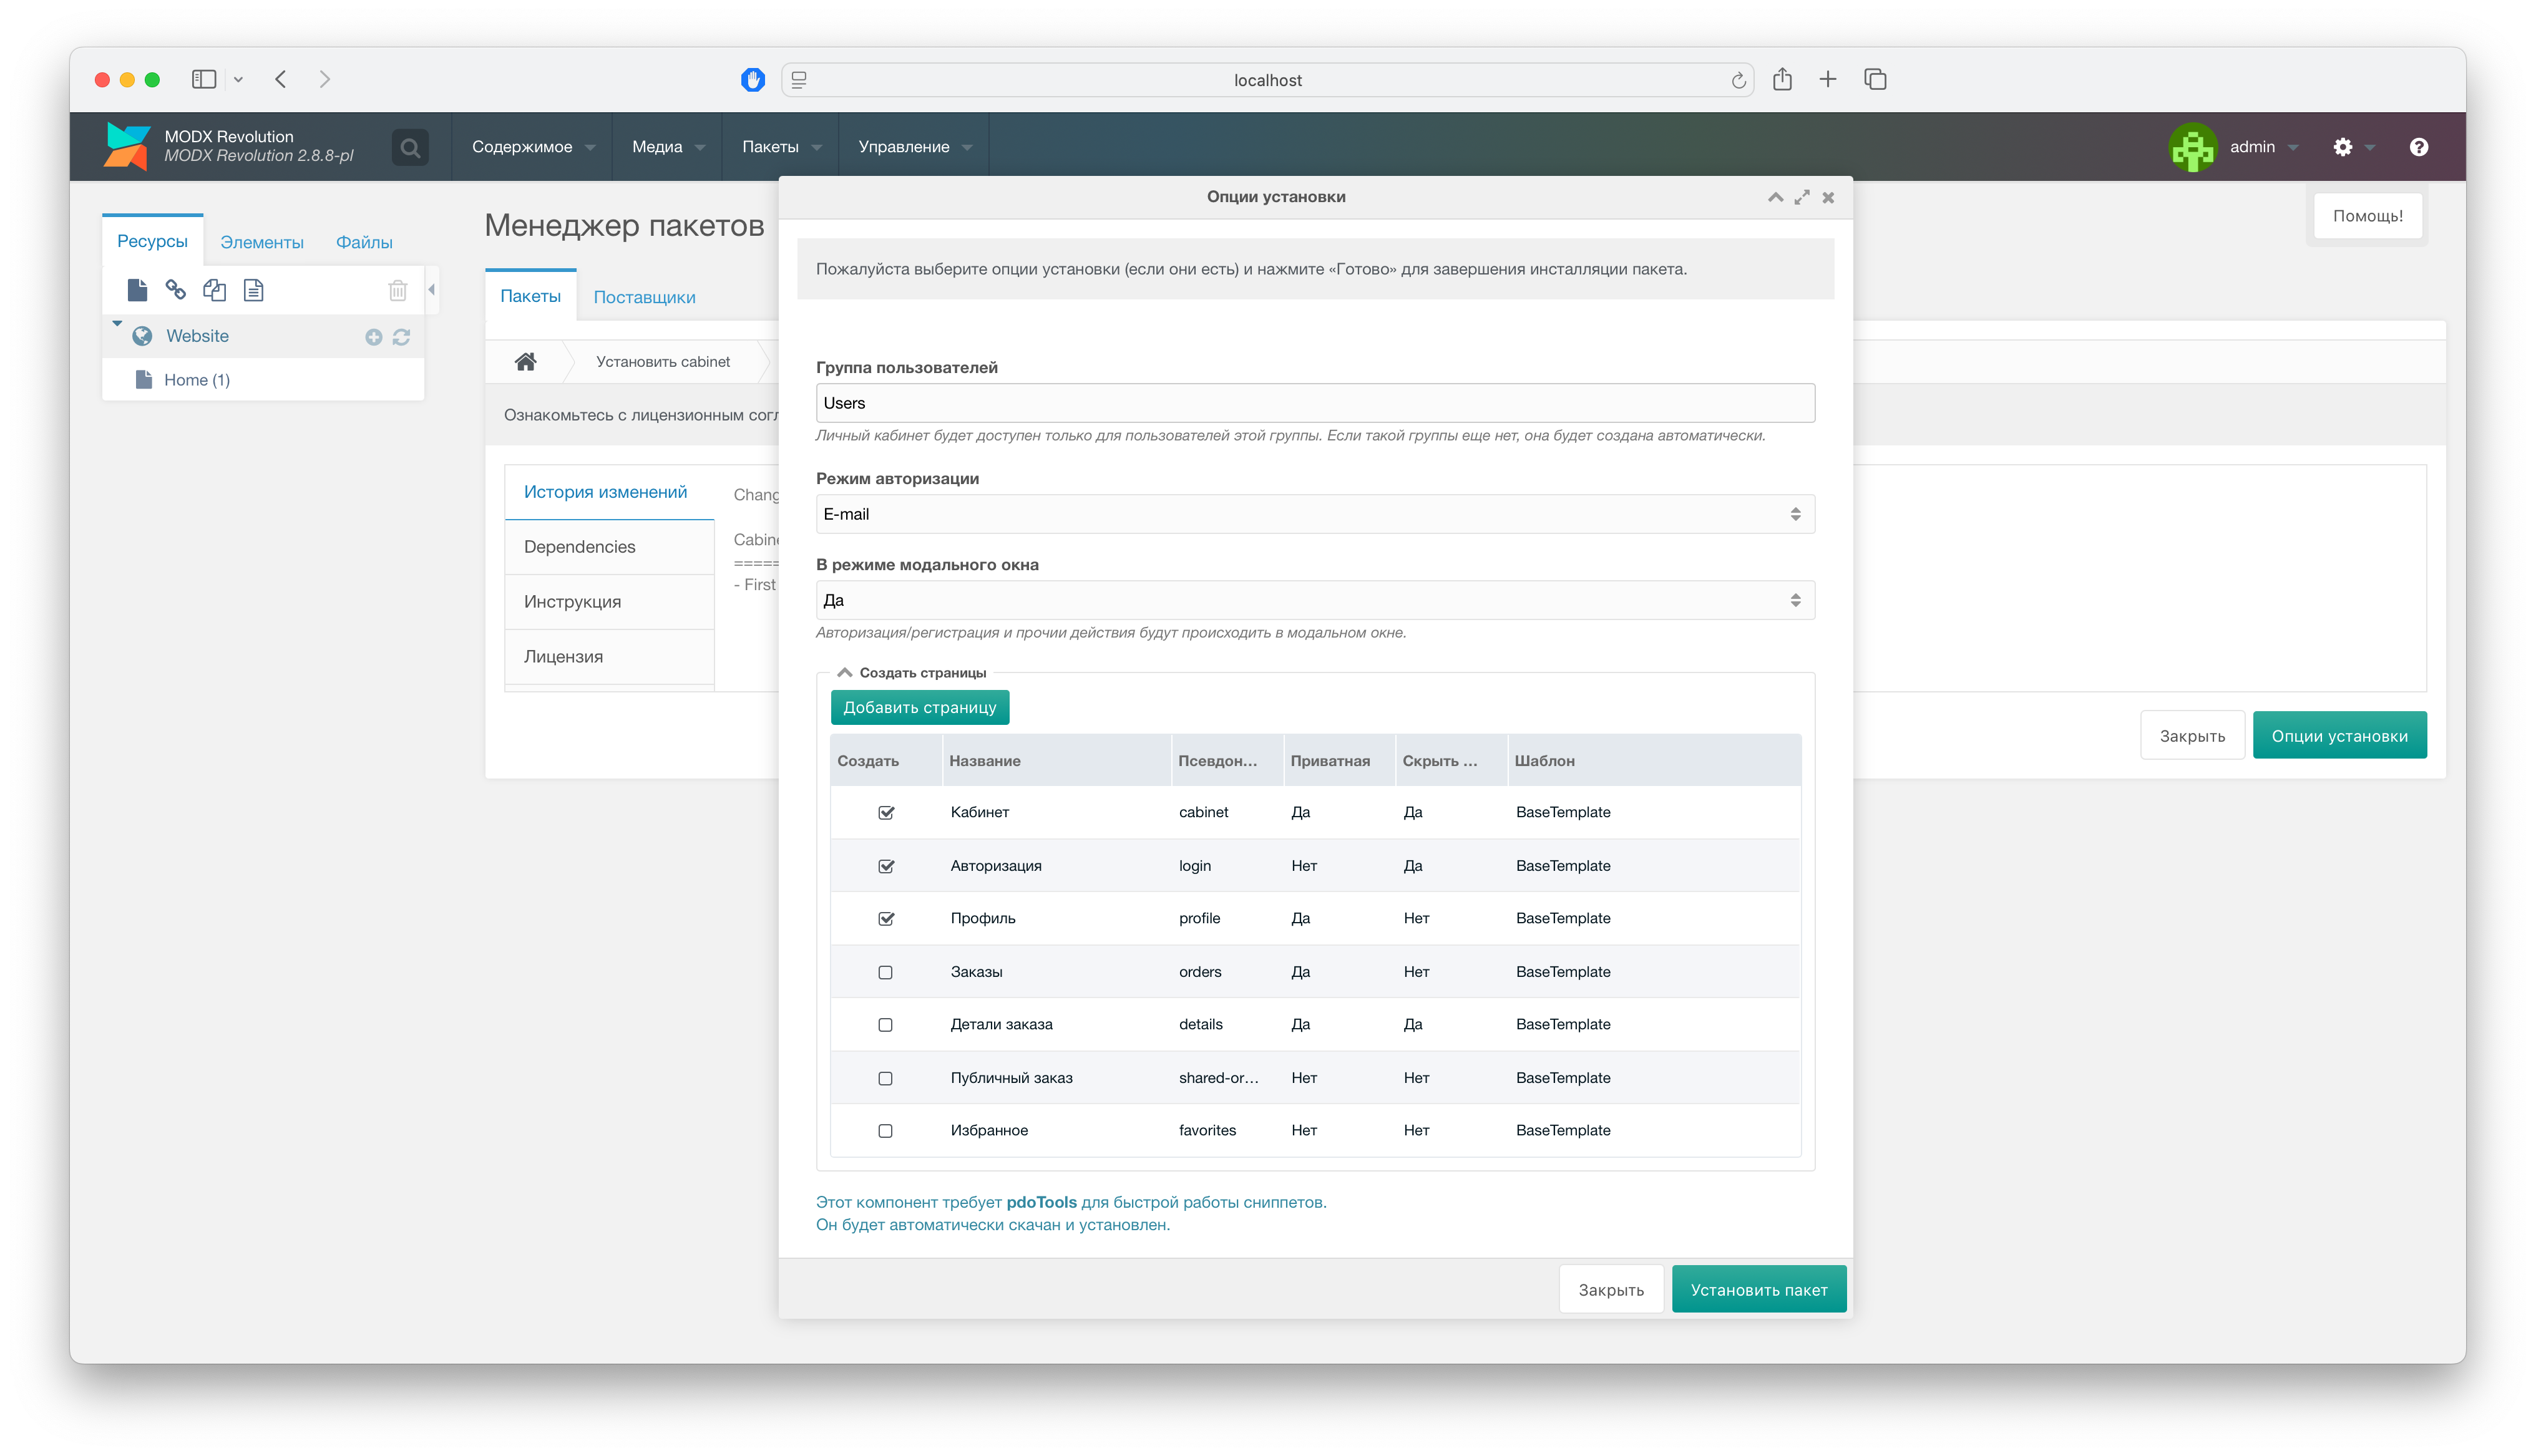 localhost
MODX Revolution
MODX Revolution 2.8.8-pl
Содержимое
Медиа
Пакеты
Управление
admin
Ресурсы
Элементы
Файлы
Website
Home (1)
Менеджер пакетов
Помощь!
Пакеты
Поставщики
Установить cabinet
Ознакомьтесь с лицензионным
История изменений
Dependencies
Инструкция
Лицензия
=====
- First
Закрыть
Опции установки
Опции установки
Пожалуйста выберите опции установки (если они есть) и нажмите «Готово» для завершения инсталляции пакета.
Группа пользователей
Users
Личный кабинет будет доступен только для пользователей этой группы. Если такой группы еще нет, она будет создана автоматически.
Режим авторизации
E-mail
В режиме модального окна
Да
Авторизация/регистрация и прочии действия будут происходить в модальном окне.
Создать страницы
Добавить страницу
Создать Название Псевдон... Приватная Скрыть ... Шаблон
Кабинет cabinet Да Да BaseTemplate
Авторизация login Нет Да BaseTemplate
Профиль profile Да Нет BaseTemplate
Заказы orders Да Нет BaseTemplate
Детали заказа details Да Да BaseTemplate
Публичный заказ shared-or... Нет Нет BaseTemplate
Избранное favorites Нет Нет BaseTemplate
Этот компонент требует pdoTools для быстрой работы сниппетов.
Он будет автоматически скачан и установлен.
Закрыть
Установить пакет